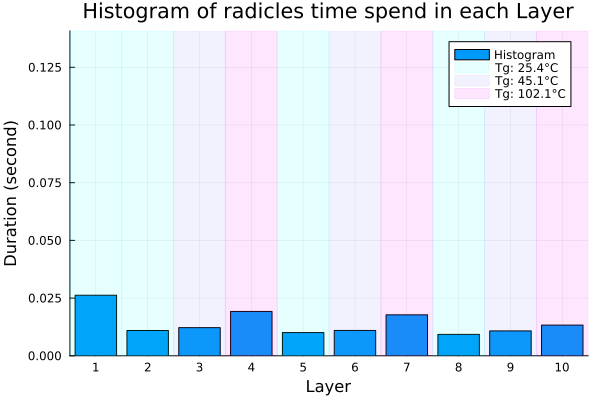 Histogram of radicles time spend in each Layer
Histogram
Tg: 25.4°C
Tg: 45.1°C
Tg: 102.1°C
0.125
0.100
0.075
0.050
0.025
0.000
Duration (second)
1 2 3 4 5 6 7 8 9 10
Layer